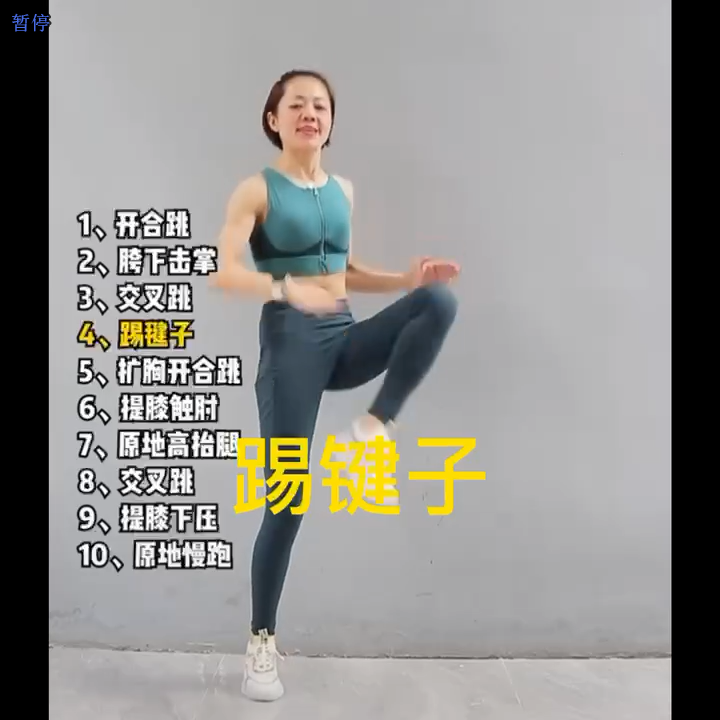 暂停
1、开合跳
2、胯下击掌
3、交叉跳
4、踢毽子
5、扩胸开合跳
6、提膝触肘
7、原地高抬腿
8、交叉跳
9、提膝下压
10、原地慢跑
踢键子